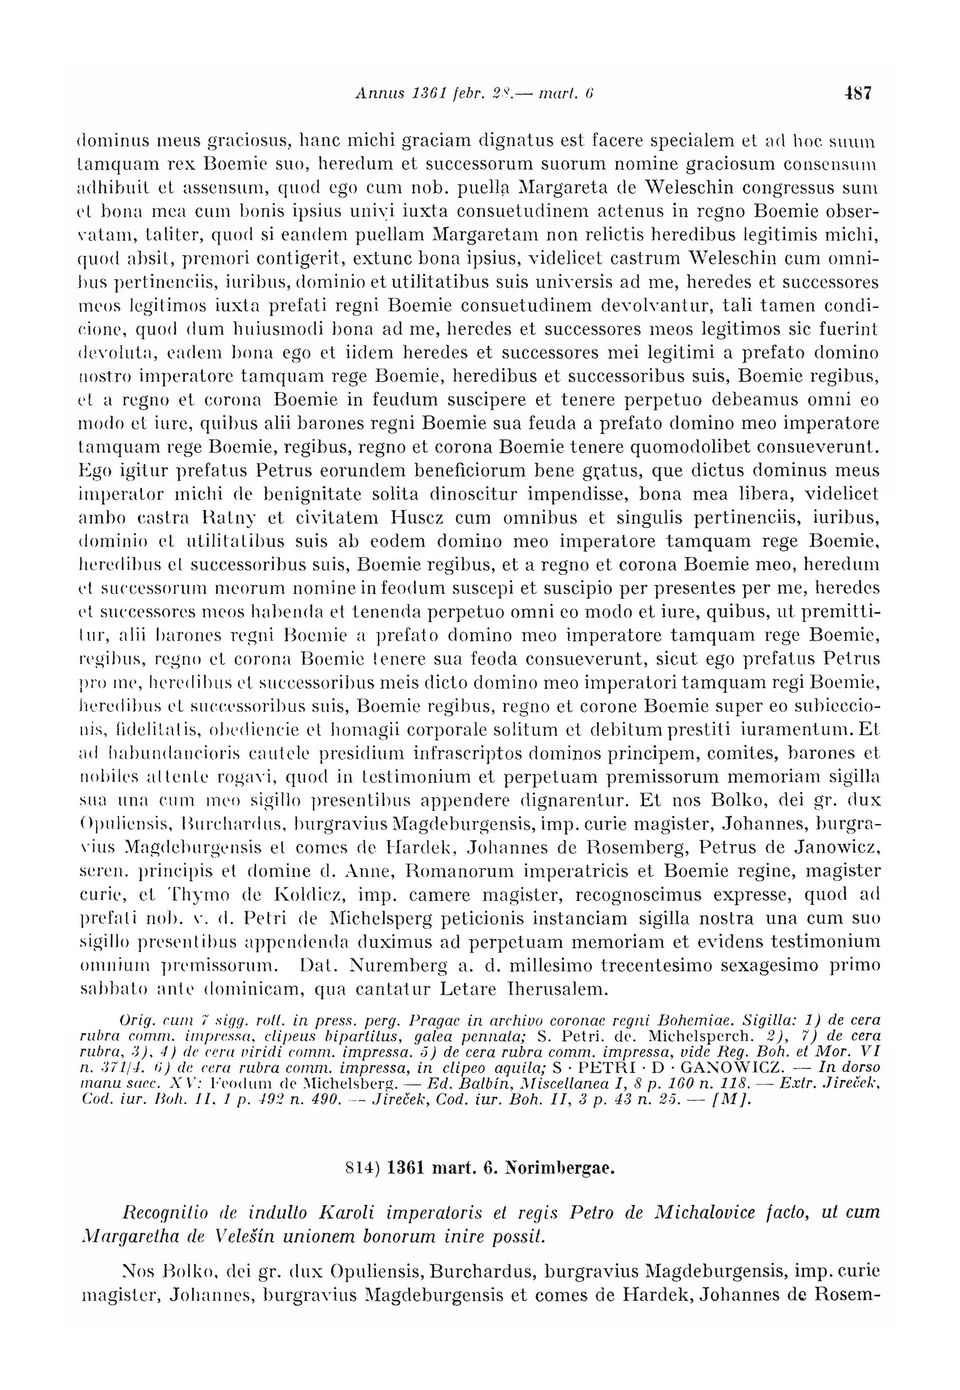 Annus 1361 febr. 28.— mart. 6 487
dominus meus graciosus, hanc michi graciam dignatus est facere specialem et ad hoc suum
tamquam rex Boemie suo, heredum et successorum suorum nomine graciosum consensum
adhibuit et assensum, quod ego cum nob. puella Margareta de Weleschin congressus sum
et bona mea cum bonis ipsius univi iuxta consuetudinem actenus in regno Boemie obser-
vatam, taliter, quod si eandem puellam Margaretam non relictis heredibus legitimis michi,
quod absit, premori contigerit, extunc bona ipsius, videlicet castrum Weleschin cum omni-
bus pertinenciis, iuribus, dominio et utilitatibus suis universis ad me, heredes et successores
meos legitimos iuxta prefati regni Boemie consuetudinem devolvantur, tali tamen condi-
cione, quod dum huiusmodi bona ad me, heredes et successores meos legitimos sic fuerint
devoluta, eadem bona ego et iidem heredes et successores mei legitimi a prefato domino
nostro imperatore tamquam rege Boemie, heredibus et successoribus suis, Boemie regibus,
et a regno et corona Boemie in feudum suscipere et tenere perpetuo debeamus omni eo
modo et iure, quibus alii barones regni Boemie sua feuda a prefato domino meo imperatore
tamquam rege Boemie, regibus, regno et corona Boemie tenere quomodolibet consueverunt.
Ego igitur prefatus Petrus eorundem beneficiorum bene gratus, que dictus dominus meus
imperator michi de benignitate solita dinoscitur impendisse, bona mea libera, videlicet
ambo castra Ratny et civitatem Huscz cum omnibus et singulis pertinenciis, iuribus,
dominio et utilitatibus suis ab eodem domino meo imperatore tamquam rege Boemie,
heredibus et successoribus suis, Boemie regibus, et a regno et corona Boemie meo, heredum
et successorum meorum nomine in feodum suscepi et suscipio per presentes per me, heredes
et successores meos habenda et tenenda perpetuo omni eo modo et iure, quibus, ut premitti-
tur, alii barones regni Boemie a prefato domino meo imperatore tamquam rege Boemie,
regibus, regno et corona Boemie tenere sua feoda consueverunt, sicut ego prefatus Petrus
pro me, heredibus et successoribus meis dicto domino meo imperatori tamquam regi Boemie,
heredibus et successoribus suis, Boemie regibus, regno et corone Boemie super eo subieccio-
nis, fidelitatis, obediencie et homagii corporale solitum et debitum prestiti iuramentum. Et
ad habundancioris cautele presidium infrascriptos dominos principem, comites, barones et
nobiles attente rogavi, quod in testimonium et perpetuam premissorum memoriam sigilla
sua una cum meo sigillo presentibus appendere dignarentur. Et nos Bolko, dei gr. dux
Opuliensis, Burchardus, burgravius Magdeburgensis, imp. curie magister, Johannes, burgra-
vius Magdeburgensis et comes de Hardek, Johannes de Rosemberg, Petrus de Janowicz,
seren. principis et domine d. Anne, Romanorum imperatricis et Boemie regine, magister
curie, et Thymo de Koldicz, imp. camere magister, recognoscimus expresse, quod ad
prefati nob. v. d. Petri de Michelsperg peticionis instanciam sigilla nostra una cum suo
sigillo presentibus appendenda duximus ad perpetuam memoriam et evidens testimonium
omnium premissorum. Dat. Nuremberg a. d. millesimo trecentesimo sexagesimo primo
sabbato ante dominicam, qua cantatur Letare Iherusalem.
Orig. cum 7 sigg. rott. in press. perg. Pragae in archivo coronae regni Bohemiae. Sigilla: 1) de cera
rubra comm. impressa, clipeus bipartitus, galea pennata; S. Petri. de. Michelsperch. 2), 7) de cera
rubra, 3), 4) de cera viridi comm. impressa. 5) de cera rubra comm. impressa, vide Reg. Boh. et Mor. VI
n. 371/4. 6) de cera rubra comm. impressa, in clipeo aquila; S · PETRI · D · GANOWICZ. — In dorso
manu saec. XV: Feodum de Michelsberg. — Ed. Balbín, Miscellanea I, 8 p. 160 n. 118. — Extr. Jireček,
Cod. iur. Boh. II, 1 p. 492 n. 490. — Jireček, Cod. iur. Boh. II, 3 p. 43 n. 25. — [M].
814) 1361 mart. 6. Norimbergae.
Recognitio de indulto Karoli imperatoris et regis Petro de Michalovice facto, ut cum
Margaretha de Velešín unionem bonorum inire possit.
Nos Bolko, dei gr. dux Opuliensis, Burchardus, burgravius Magdeburgensis, imp. curie
magister, Johannes, burgravius Magdeburgensis et comes de Hardek, Johannes de Rosem-